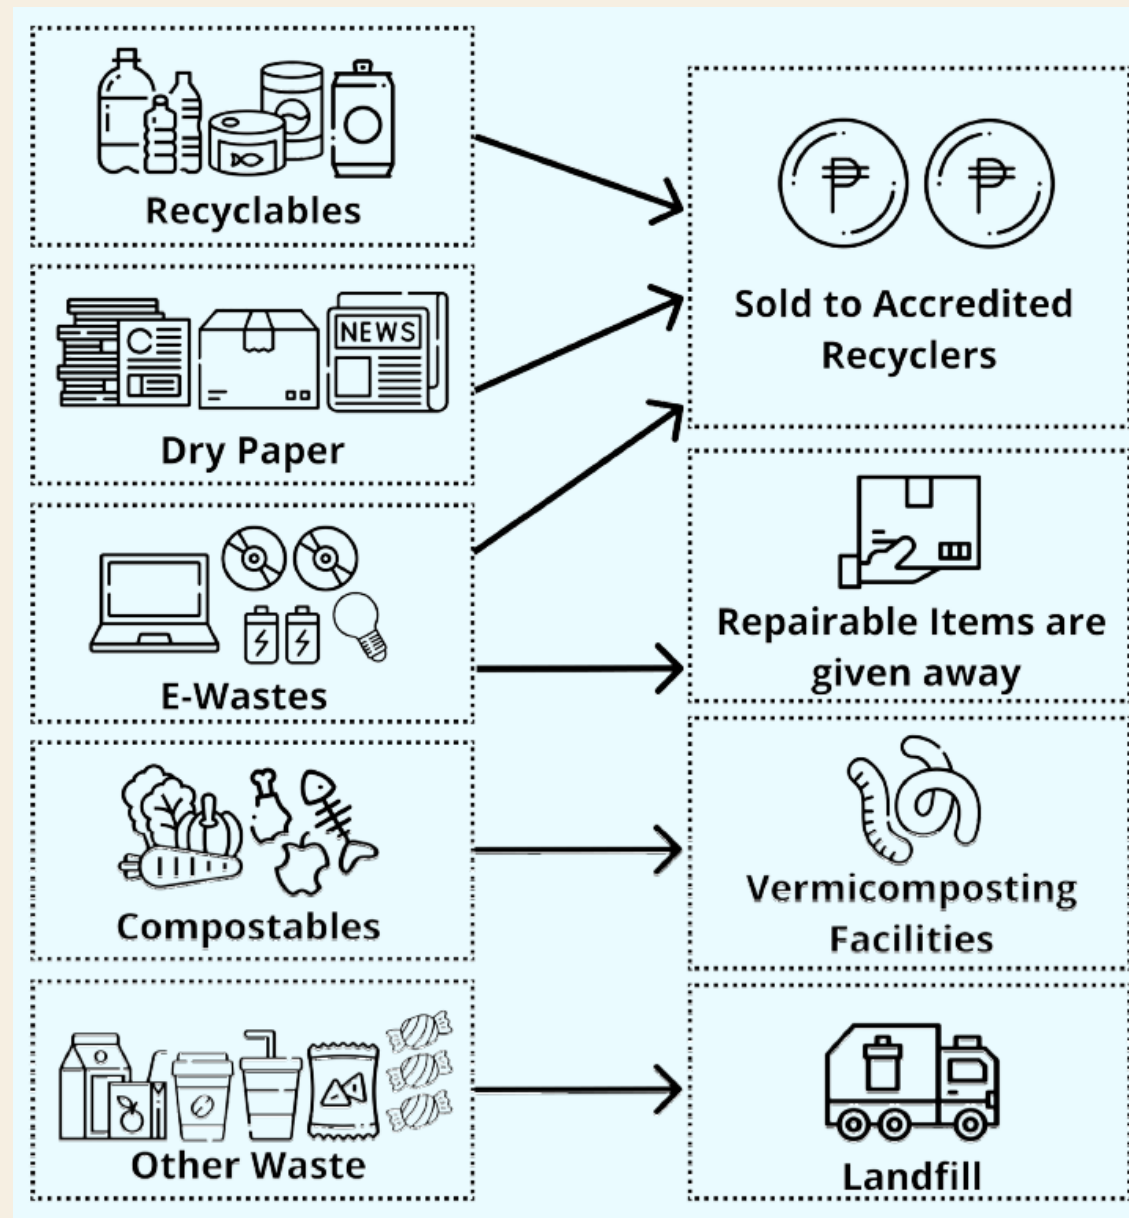 Recyclables
NEWS
Dry Paper
E-Wastes
Compostables
Other Waste
₱ ₱
Sold to Accredited
Recyclers
Repairable Items are
given away
Vermicomposting
Facilities
Landfill